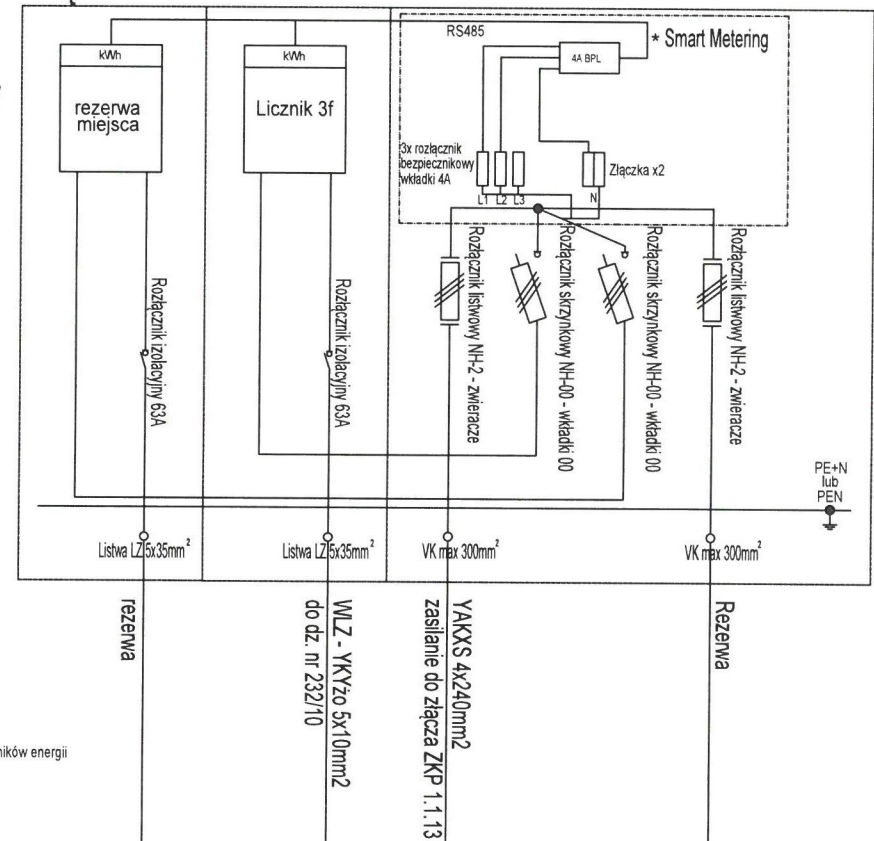 RS485
* Smart Metering
kWh
kWh
4A BPL
rezerwa
miejsca
Licznik 3f
3x rozłącznik
bezpiecznikowy
wkładki 4A
Złączka x2
L1 L2 L3
N
Rozłącznik izolacyjny 63A
Rozłącznik izolacyjny 63A
Rozłącznik listwowy NH-2 - zwieracze
Rozłącznik skrzynkowy NH-00 - wkładki 00
Rozłącznik skrzynkowy NH-00 - wkładki 00
Rozłącznik listwowy NH-2 - zwieracze
PE+N
lub
PEN
Listwa LZ 5x35mm²
Listwa LZ 5x35mm²
VK max 300mm²
VK max 300mm²
rezerwa
WLZ - YKYżo 5x10mm2
do dz. nr 232/10
YAKXS 4x240mm2
zasilanie do złącza ZKP 1.1.13
Rezerwa
ników energii